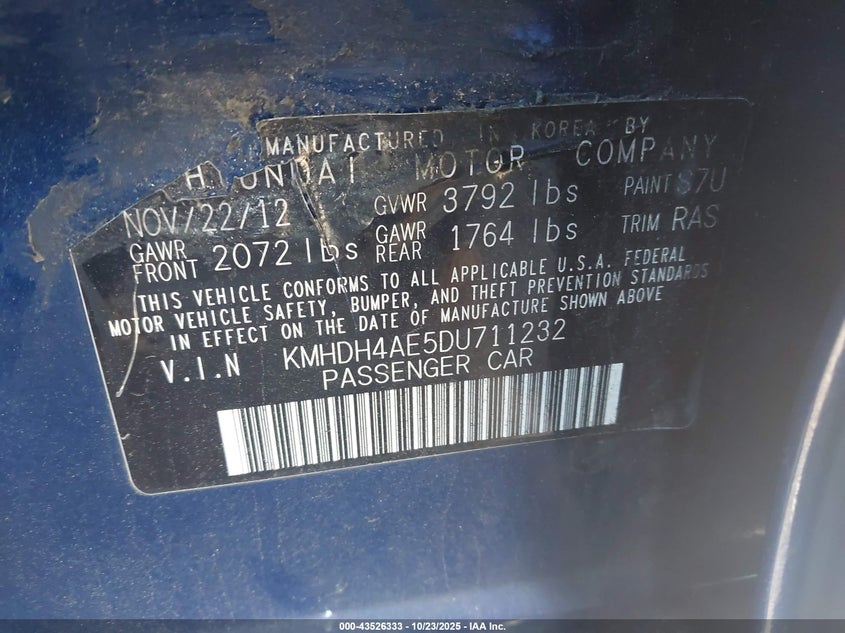 MANUFACTURED IN KOREA BY
HYUNDAI MOTOR COMPANY
NOV/22/12 GVWR 3792 lbs PAINT S7U
GAWR FRONT 2072 lbs GAWR REAR 1764 lbs TRIM RAS
THIS VEHICLE CONFORMS TO ALL APPLICABLE U.S.A. FEDERAL
MOTOR VEHICLE SAFETY, BUMPER, AND THEFT PREVENTION STANDARDS
IN EFFECT ON THE DATE OF MANUFACTURE SHOWN ABOVE
V.I.N KMHDH4AE5DU711232
PASSENGER CAR
000-43526333 - 10/23/2025 - IAA Inc.